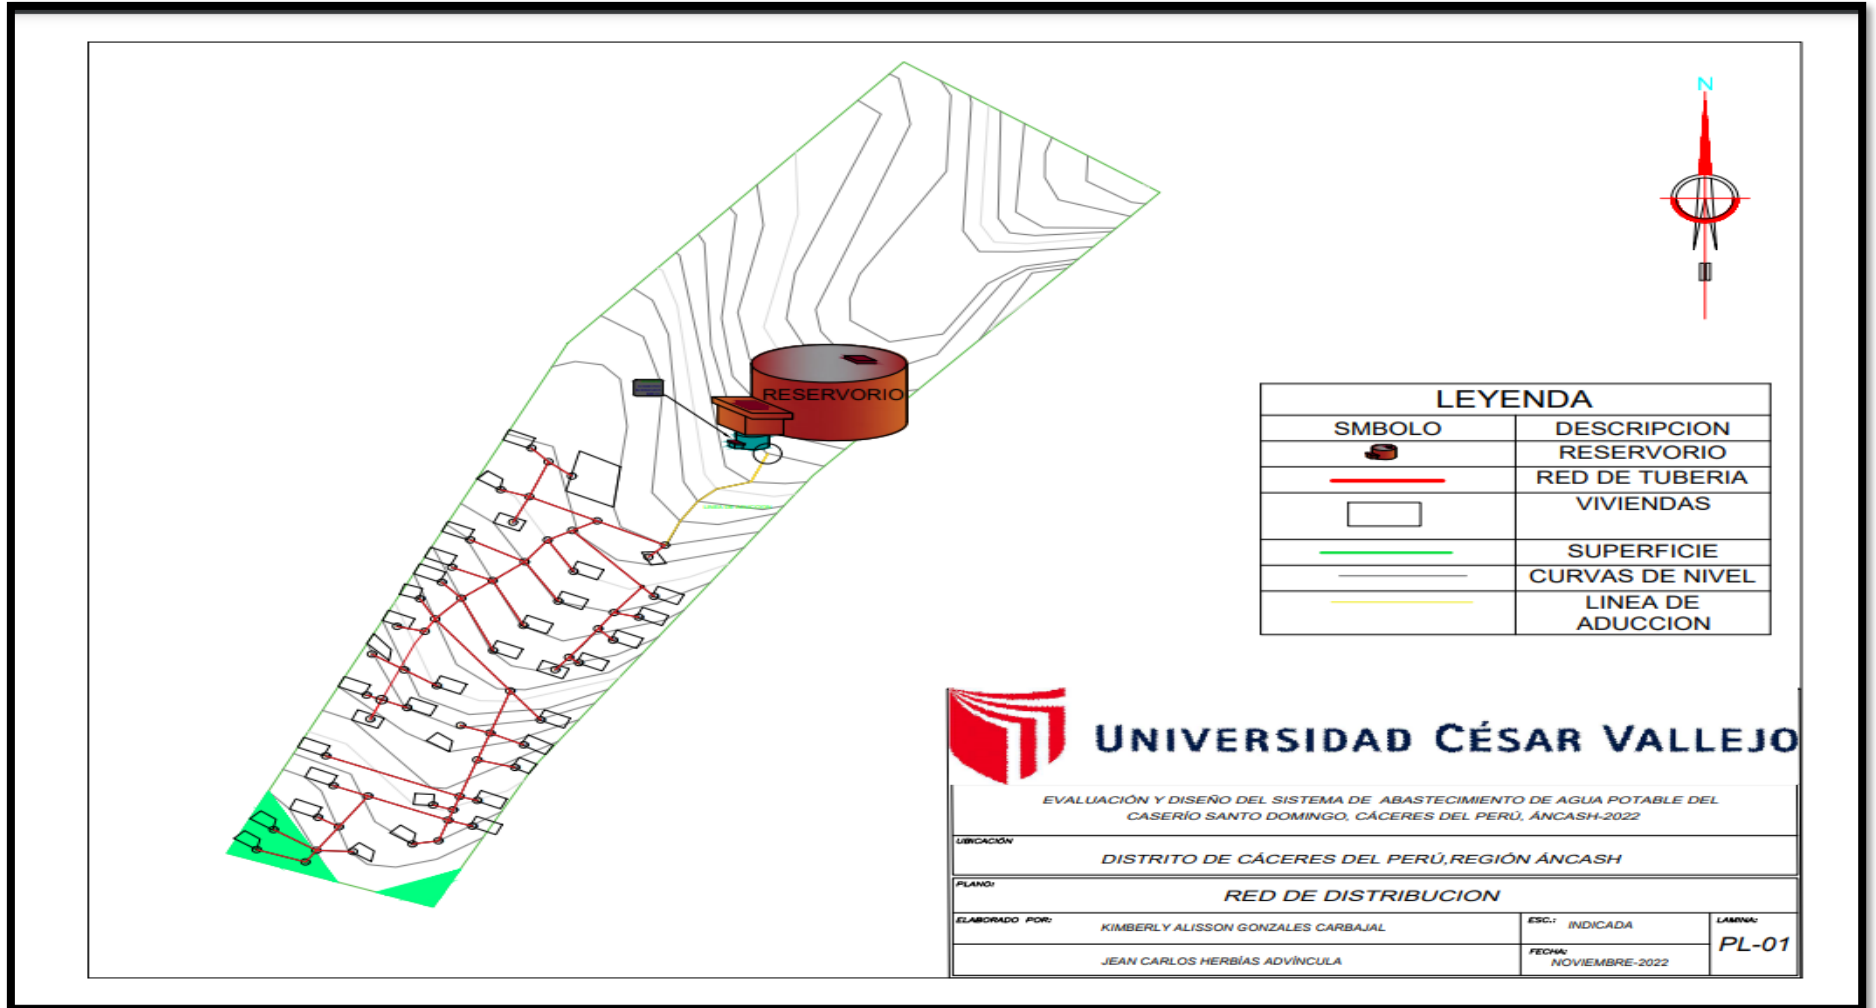 N
RESERVORIO
LEYENDA
SMBOLO
DESCRIPCION
RESERVORIO
RED DE TUBERIA
VIVIENDAS
SUPERFICIE
CURVAS DE NIVEL
LINEA DE
ADUCCION
UNIVERSIDAD CÉSAR VALLEJO
EVALUACIÓN Y DISEÑO DEL SISTEMA DE ABASTECIMIENTO DE AGUA POTABLE DEL
CASERÍO SANTO DOMINGO, CÁCERES DEL PERÚ, ÁNCASH-2022
UBICACIÓN
DISTRITO DE CÁCERES DEL PERÚ,REGIÓN ÁNCASH
PLANO:
RED DE DISTRIBUCION
ELABORADO POR:
KIMBERLY ALISSON GONZALES CARBAJAL
JEAN CARLOS HERBÍAS ADVÍNCULA
ESC.: INDICADA
FECHA:
NOVIEMBRE-2022
LAMINA:
PL-01